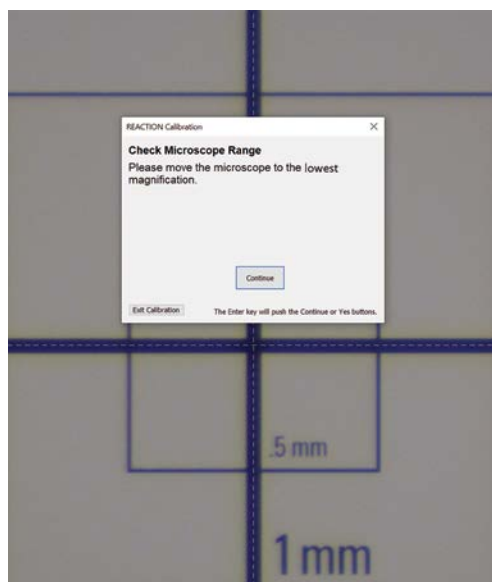 REACTION Calibration
Check Microscope Range
Please move the microscope to the lowest
magnification.
Continue
Exit Calibration
The Enter key will push the Continue or Yes buttons.
.5 mm
1 mm